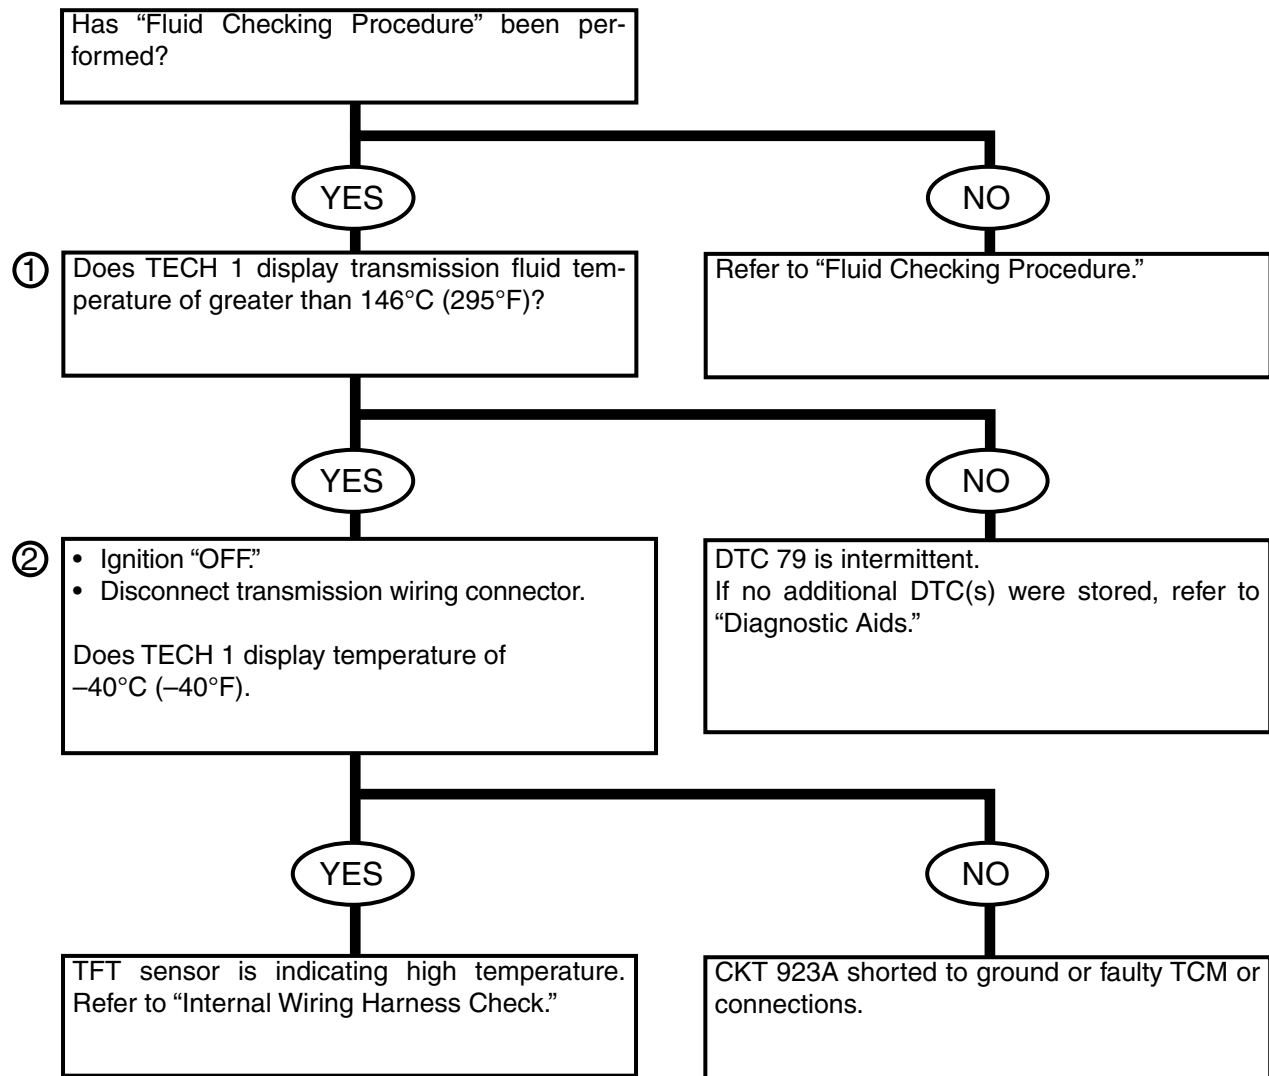 Has “Fluid Checking Procedure” been per-
formed?
YES
NO
1
Does TECH 1 display transmission fluid tem-
perature of greater than 146°C (295°F)?
Refer to “Fluid Checking Procedure.”
YES
NO
2
• Ignition “OFF.”
• Disconnect transmission wiring connector.
Does TECH 1 display temperature of
–40°C (–40°F).
DTC 79 is intermittent.
If no additional DTC(s) were stored, refer to
“Diagnostic Aids.”
YES
NO
TFT sensor is indicating high temperature.
Refer to “Internal Wiring Harness Check.”
CKT 923A shorted to ground or faulty TCM or
connections.